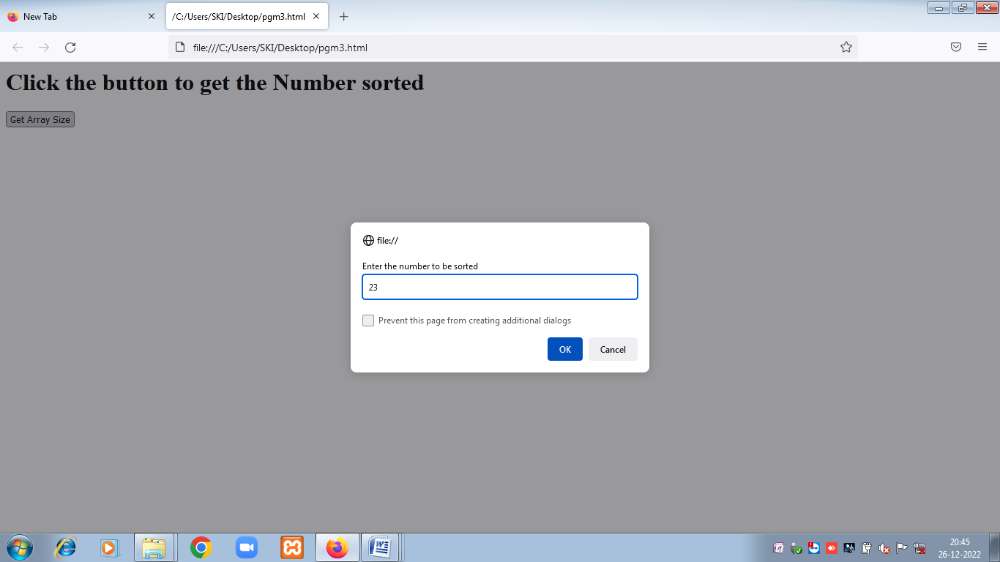 New Tab
/C:/Users/SKI/Desktop/pgm3.html
file:///C:/Users/SKI/Desktop/pgm3.html
Click the button to get the Number sorted
Get Array Size
file://
Enter the number to be sorted
23
Prevent this page from creating additional dialogs
OK
Cancel
20:45
26-12-2022